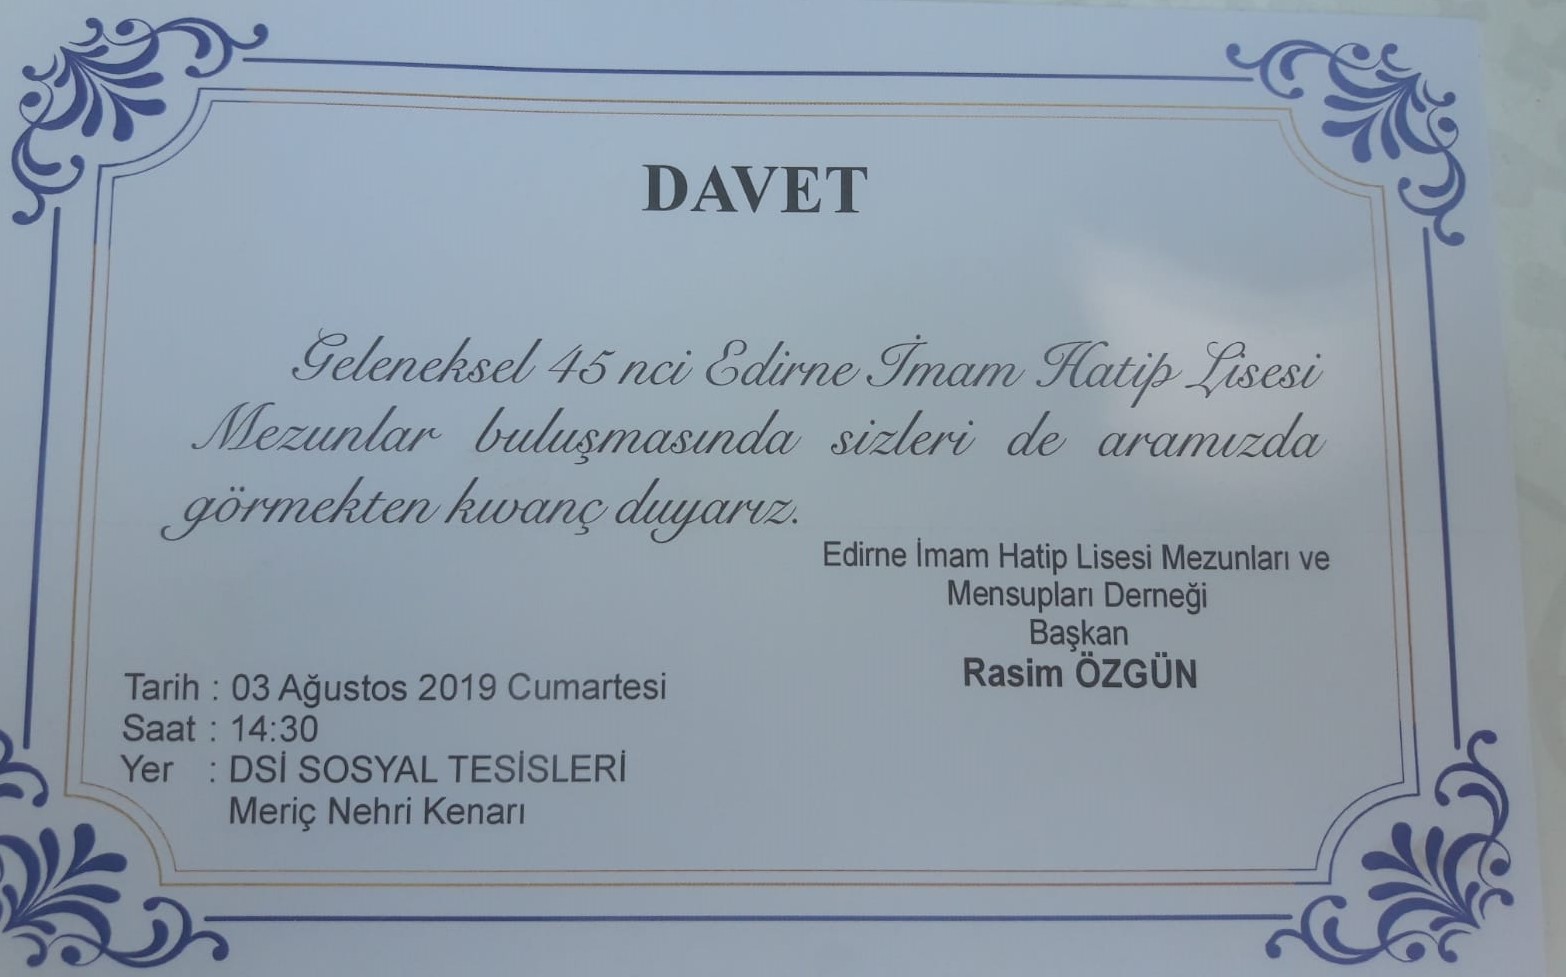 DAVET
Geleneksel 45 nci Edirne İmam Hatip Lisesi
Mezunlar buluşmasında sizleri de aramızda
görmekten kıvanç duyarız.
Edirne İmam Hatip Lisesi Mezunları ve
Mensupları Derneği
Başkan
Rasim ÖZGÜN
Tarih : 03 Ağustos 2019 Cumartesi
Saat : 14:30
Yer : DSİ SOSYAL TESİSLERİ
Meriç Nehri Kenarı